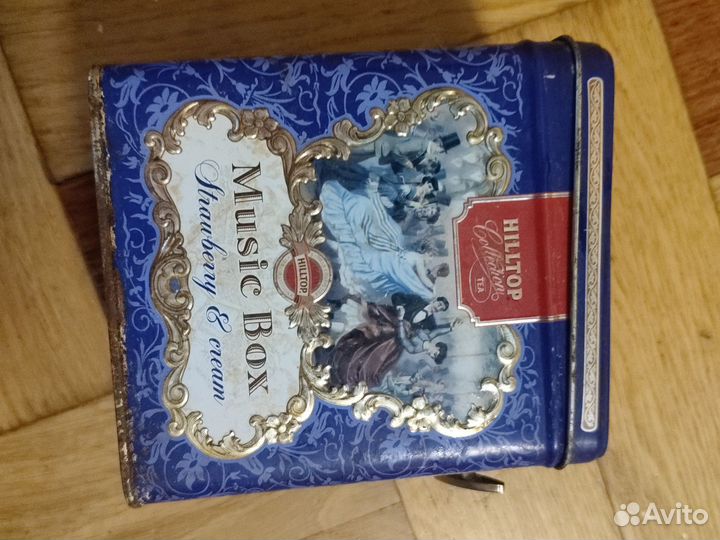 HILLTOP
Collection
TEA
HILLTOP
Music Box
Strawberry & cream
Avito